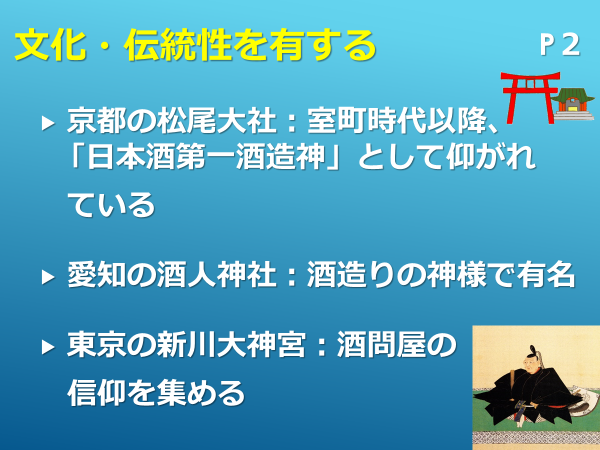 文化・伝統性を有する
P2
京都の松尾大社：室町時代以降、
「日本酒第一酒造神」として仰がれ
ている
愛知の酒人神社：酒造りの神様で有名
東京の新川大神宮：酒問屋の
信仰を集める